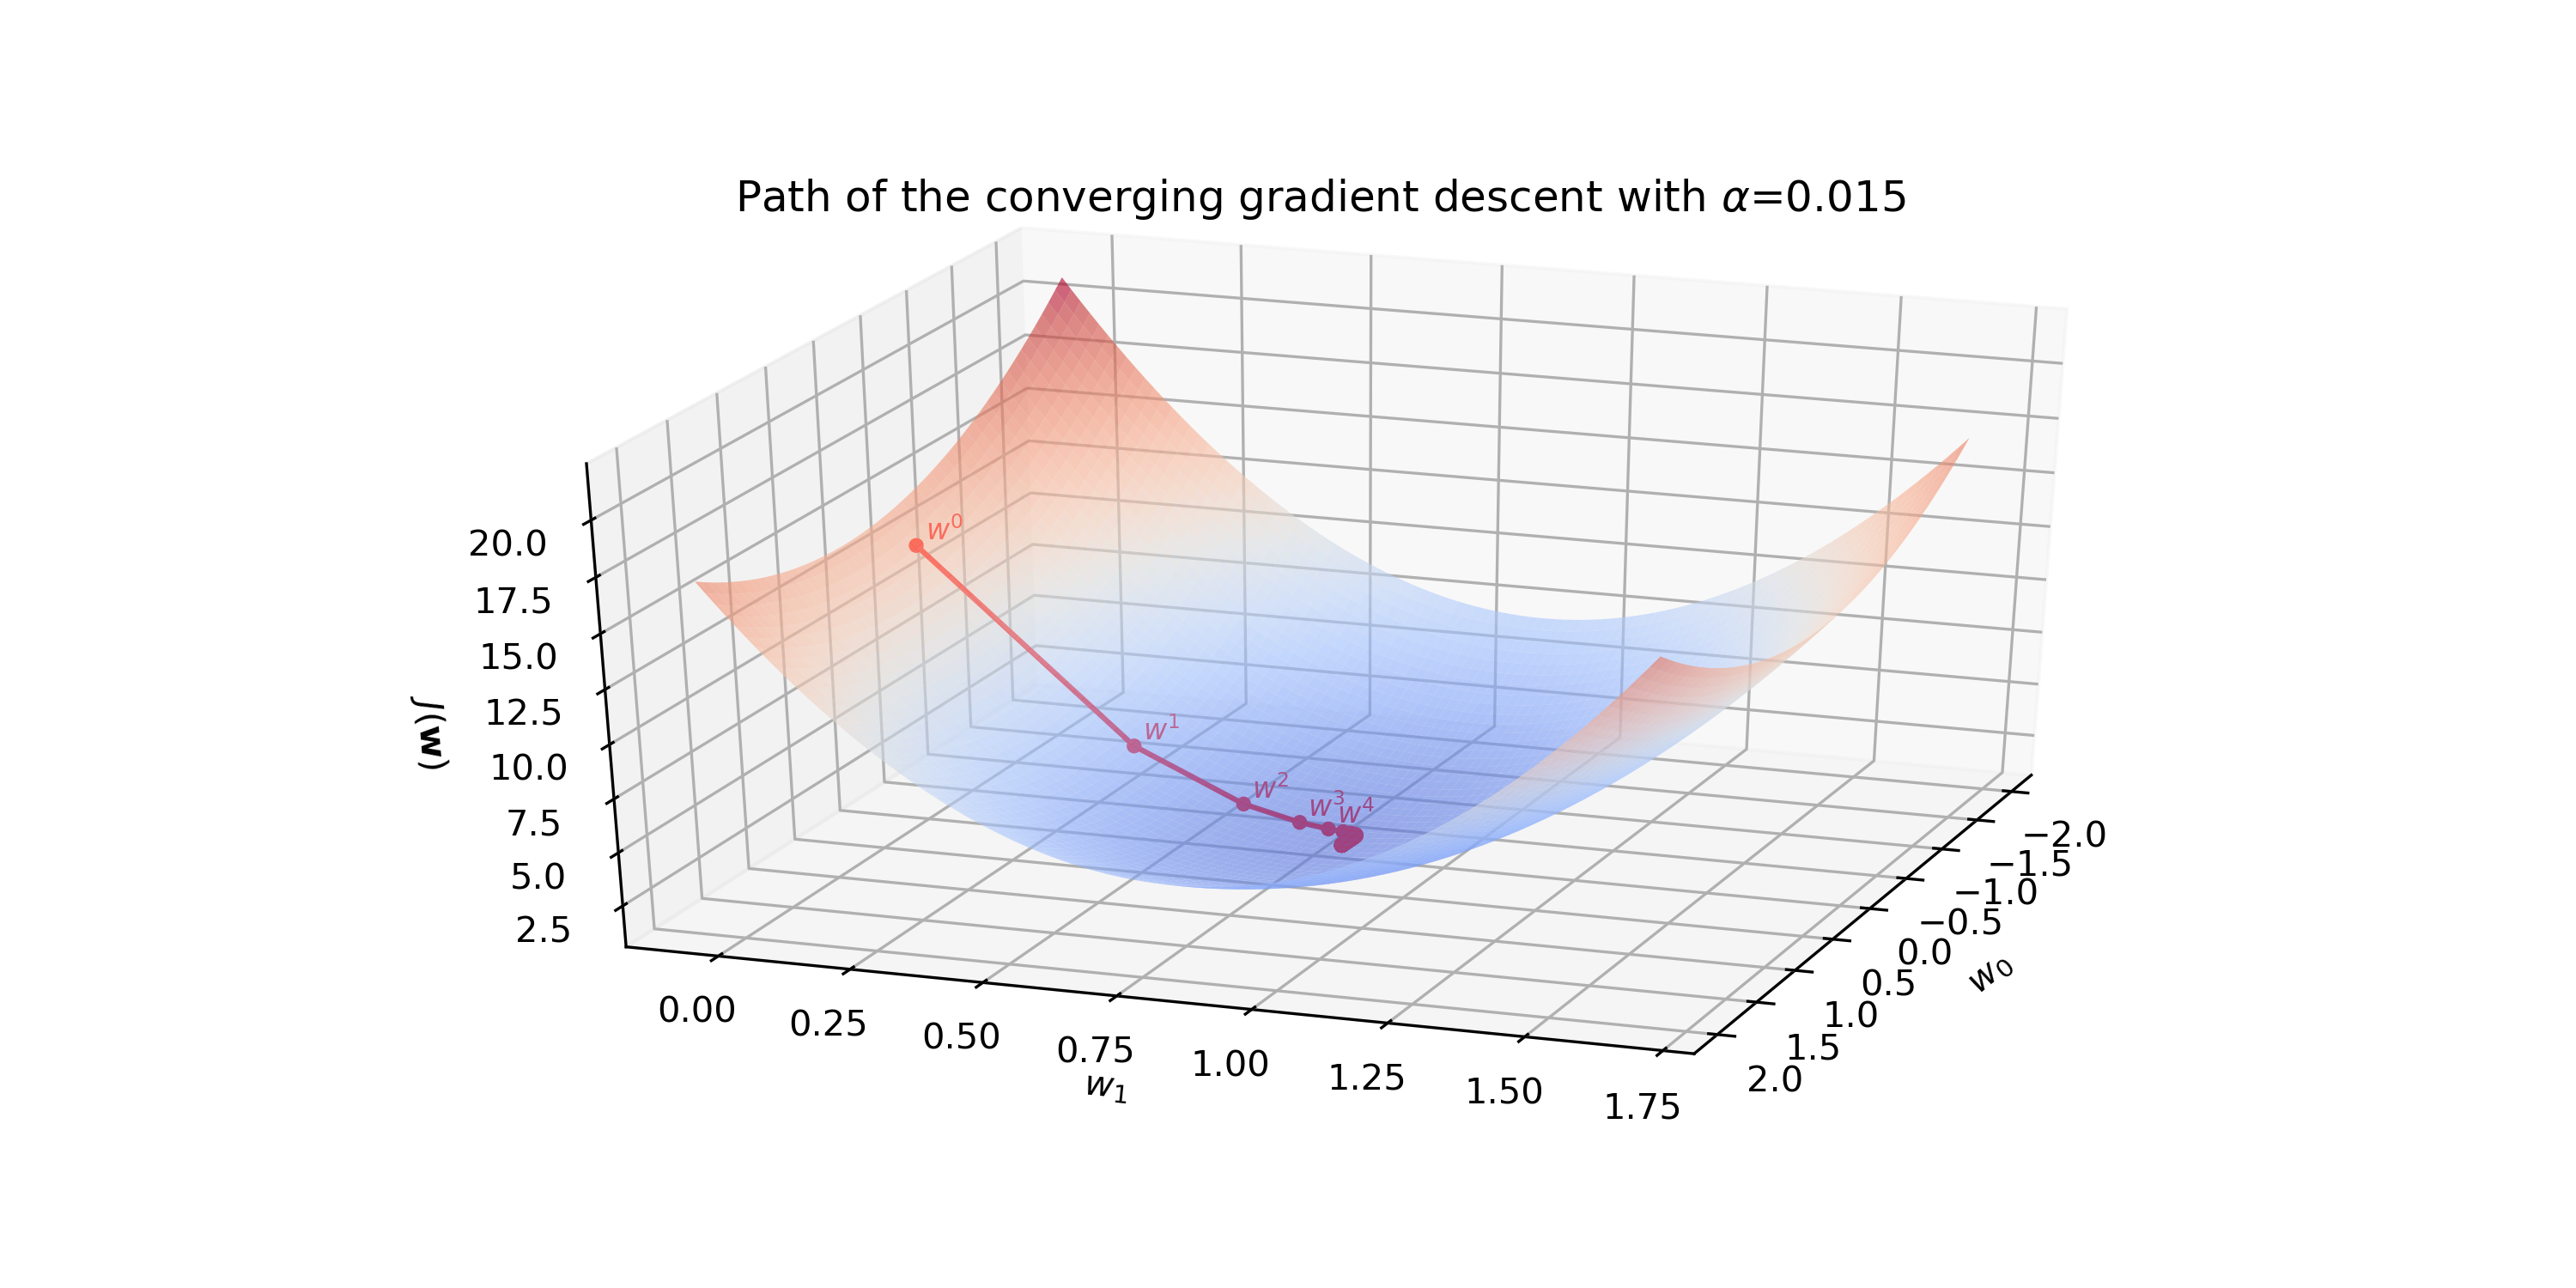 Path of the converging gradient descent with α=0.015
w⁰
w¹
w²
w³
w⁴
20.0
17.5
15.0
12.5
10.0
7.5
5.0
2.5
J(w)
0.00
0.25
0.50
0.75
1.00
1.25
1.50
1.75
w₁
−2.0
−1.5
−1.0
−0.5
0.0
0.5
1.0
1.5
2.0
w₀